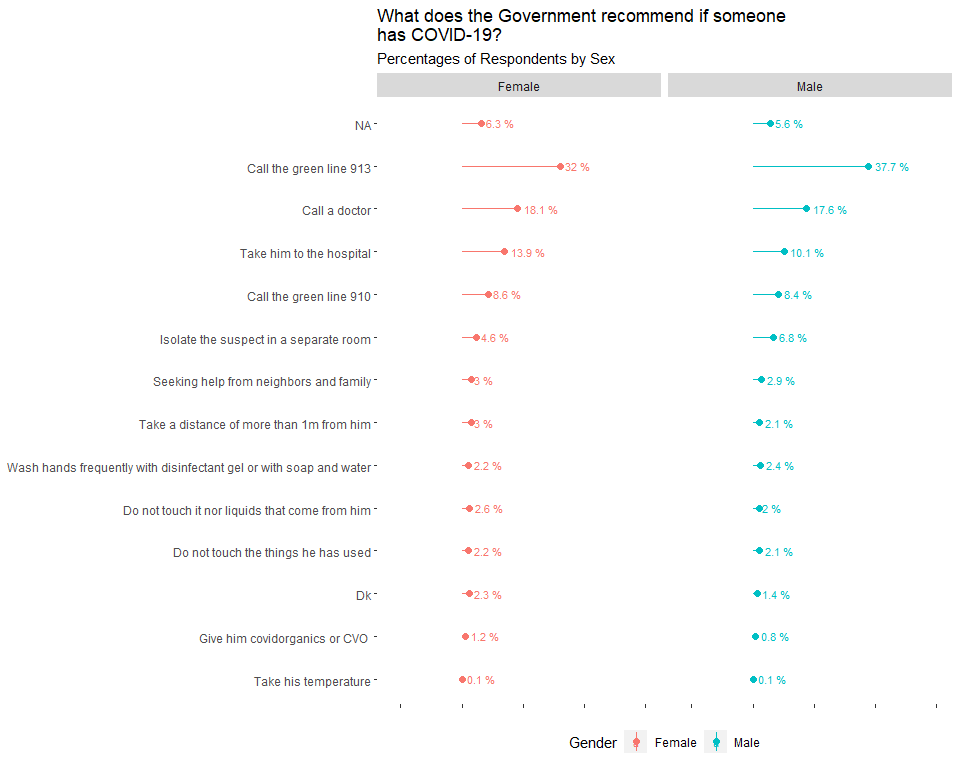 What does the Government recommend if someone
has COVID-19?
Percentages of Respondents by Sex
Female Male
NA 6.3 % 5.6 %
Call the green line 913 32 % 37.7 %
Call a doctor 18.1 % 17.6 %
Take him to the hospital 13.9 % 10.1 %
Call the green line 910 8.6 % 8.4 %
Isolate the suspect in a separate room 4.6 % 6.8 %
Seeking help from neighbors and family 3 % 2.9 %
Take a distance of more than 1m from him 3 % 2.1 %
Wash hands frequently with disinfectant gel or with soap and water 2.2 % 2.4 %
Do not touch it nor liquids that come from him 2.6 % 2 %
Do not touch the things he has used 2.2 % 2.1 %
Dk 2.3 % 1.4 %
Give him covidorganics or CVO 1.2 % 0.8 %
Take his temperature 0.1 % 0.1 %
Gender Female Male